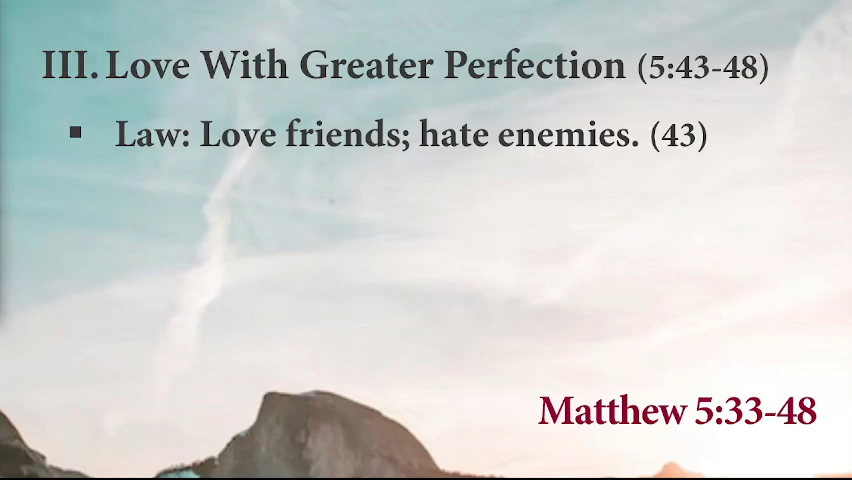 III. Love With Greater Perfection (5:43-48)
▪ Law: Love friends; hate enemies. (43)
Matthew 5:33-48